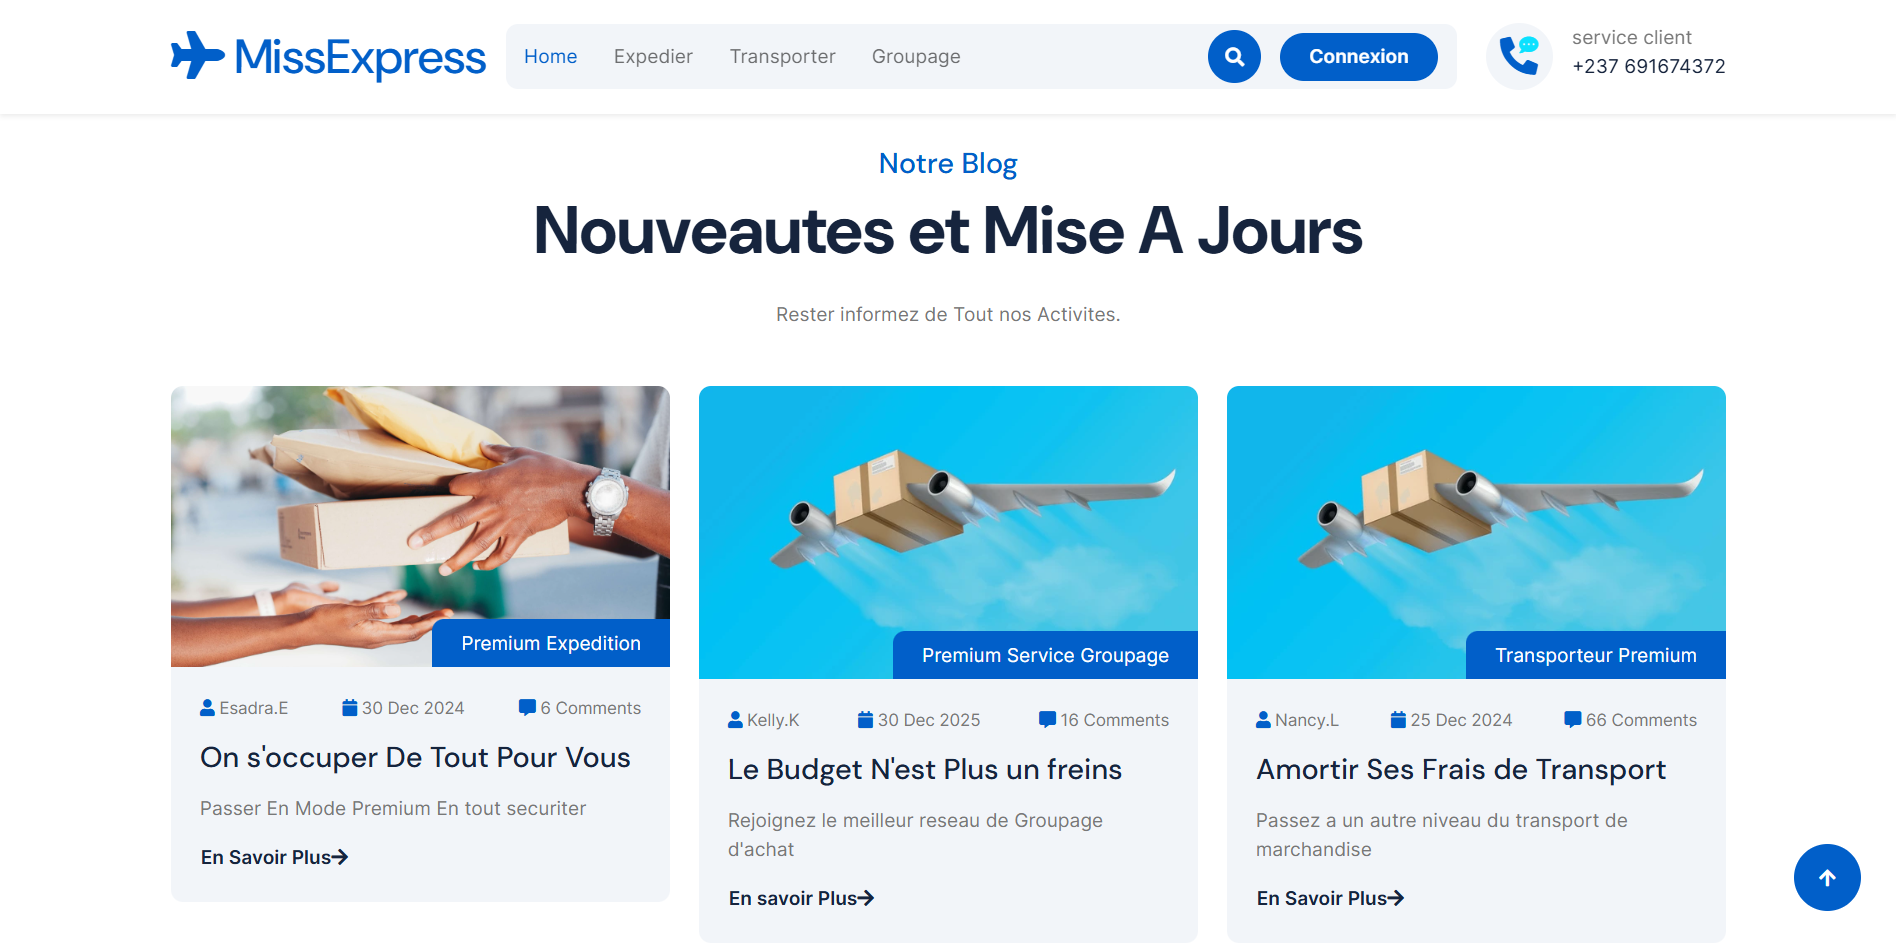 MissExpress
Home
Expedier
Transporter
Groupage
Connexion
service client
+237 691674372
Notre Blog
Nouveautes et Mise A Jours
Rester informez de Tout nos Activites.
Premium Expedition
Esadra.E
30 Dec 2024
6 Comments
On s'occuper De Tout Pour Vous
Passer En Mode Premium En tout securiter
En Savoir Plus
Premium Service Groupage
Kelly.K
30 Dec 2025
16 Comments
Le Budget N'est Plus un freins
Rejoignez le meilleur reseau de Groupage
d'achat
En savoir Plus
Transporteur Premium
Nancy.L
25 Dec 2024
66 Comments
Amortir Ses Frais de Transport
Passez a un autre niveau du transport de
marchandise
En Savoir Plus